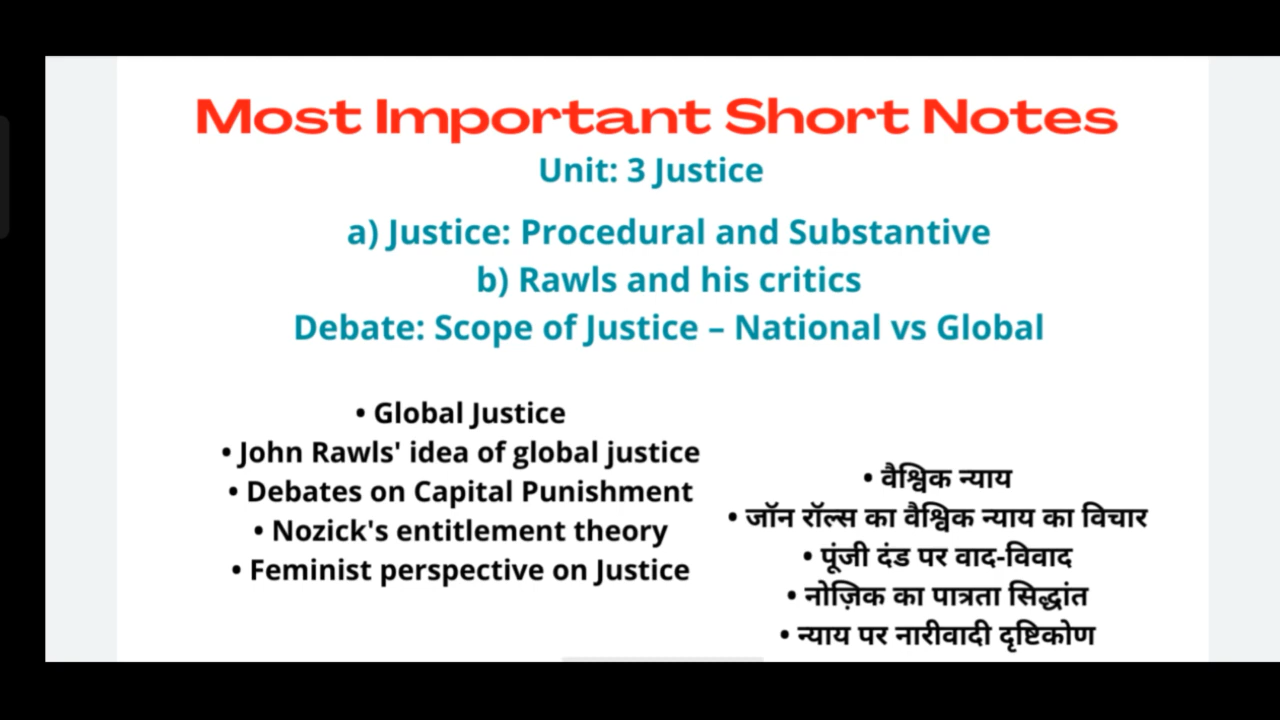 Most Important Short Notes
Unit: 3 Justice
a) Justice: Procedural and Substantive
b) Rawls and his critics
Debate: Scope of Justice – National vs Global
• Global Justice
• John Rawls' idea of global justice
• Debates on Capital Punishment
• Nozick's entitlement theory
• Feminist perspective on Justice
• वैश्विक न्याय
• जॉन रॉल्स का वैश्विक न्याय का विचार
• पूंजी दंड पर वाद-विवाद
• नोज़िक का पात्रता सिद्धांत
• न्याय पर नारीवादी दृष्टिकोण